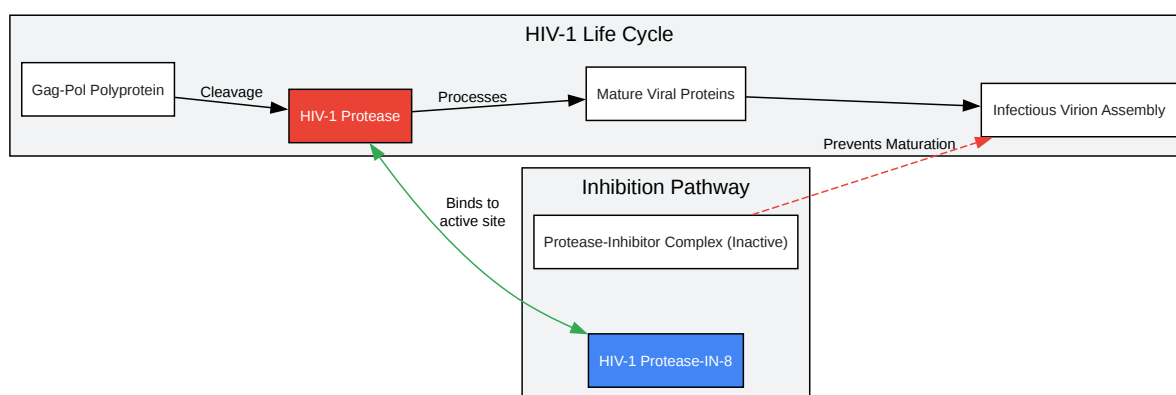 HIV-1 Life Cycle
Gag-Pol Polyprotein
Cleavage
HIV-1 Protease
Processes
Mature Viral Proteins
Infectious Virion Assembly
Prevents Maturation
Inhibition Pathway
Binds to
active site
Protease-Inhibitor Complex (Inactive)
HIV-1 Protease-IN-8